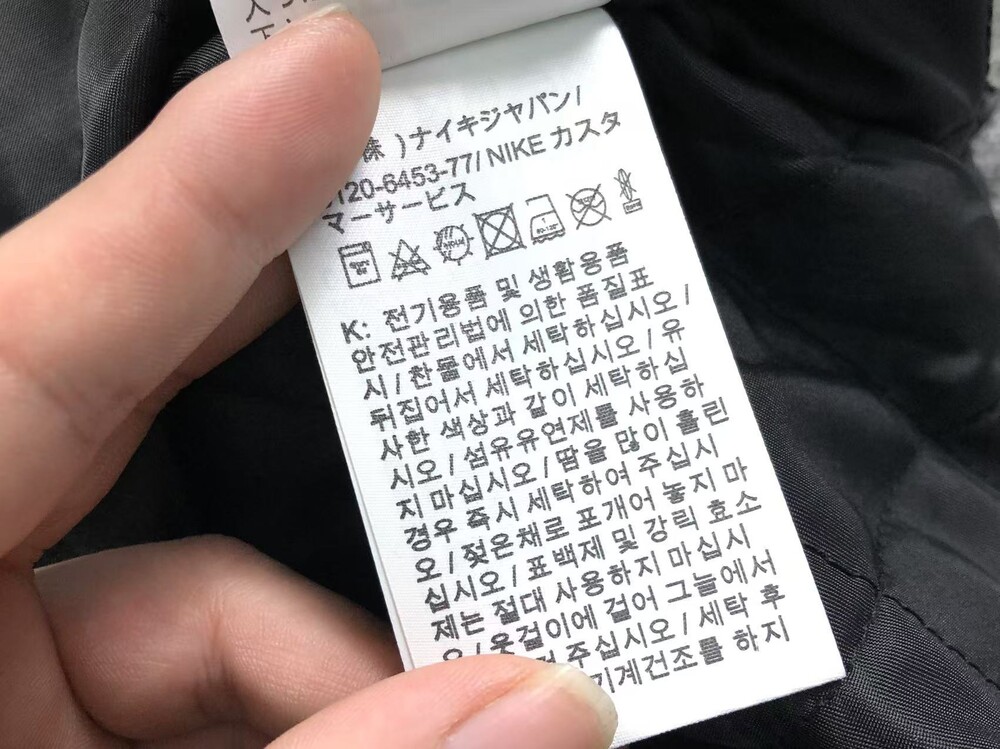 株 )ナイキジャパン/
0120-6453-77/ NIKE カスタ
マーサービス
K: 전기용품 및 생활용품
안전관리법에 의한 품질표
시/찬물에서 세탁하십시오/
뒤집어서 세탁하십시오/유
사한 색상과 같이 세탁하십
시오/섬유유연제를 사용하
지 마십시오/땀을 많이 흘린
경우 즉시 세탁하여 주십시
오/젖은채로 포개어 놓지 마
십시오/표백제 및 강력 효소
제는 절대 사용하지 마십시
오/옷걸이에 걸어 그늘에서
주십시오/세탁 후
기계건조를 하지